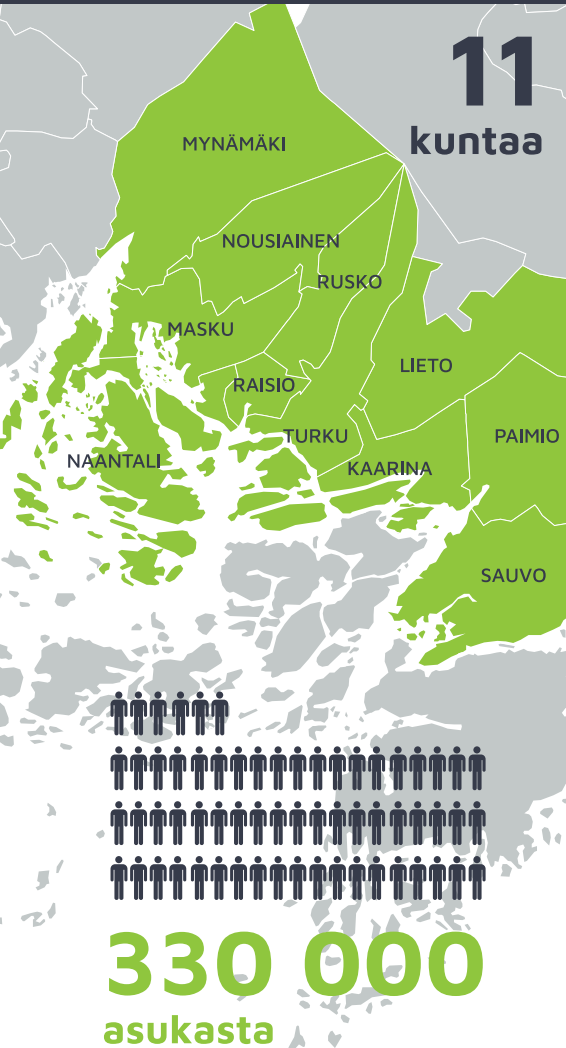 11
kuntaa
MYNÄMÄKI
NOUSIAINEN
RUSKO
MASKU
LIETO
RAISIO
TURKU
PAIMIO
NAANTALI
KAARINA
SAUVO
330 000
asukasta